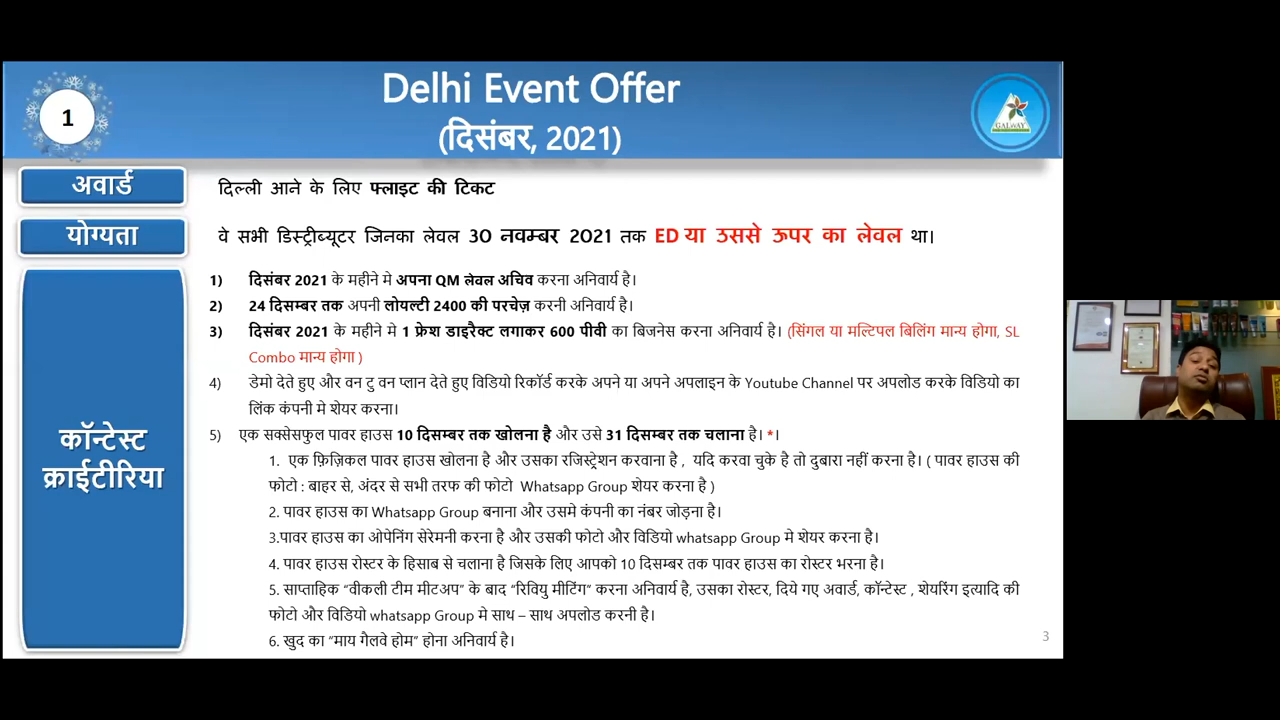 1
Delhi Event Offer
(दिसंबर, 2021)
GALWAY
अवार्ड
दिल्ली आने के लिए फ्लाइट की टिकट
योग्यता
वे सभी डिस्ट्रीब्यूटर जिनका लेवल 30 नवम्बर 2021 तक ED या उससे ऊपर का लेवल था।
कॉन्टेस्ट
क्राईटीरिया
1) दिसंबर 2021 के महीने मे अपना QM लेवल अचिव करना अनिवार्य है।
2) 24 दिसम्बर तक अपनी लोयल्टी 2400 की परचेज़ करनी अनिवार्य है।
3) दिसंबर 2021 के महीने मे 1 फ्रेश डाइरैक्ट लगाकर 600 पीवी का बिजनेस करना अनिवार्य है। (सिंगल या मल्टिपल बिलिंग मान्य होगा, SL
Combo मान्य होगा )
4) डेमो देते हुए और वन टु वन प्लान देते हुए विडियो रिकॉर्ड करके अपने या अपने अपलाइन के Youtube Channel पर अपलोड करके विडियो का
लिंक कंपनी मे शेयर करना।
5) एक सक्सेसफुल पावर हाउस 10 दिसम्बर तक खोलना है और उसे 31 दिसम्बर तक चलाना है। *।
1. एक फ़िज़िकल पावर हाउस खोलना है और उसका रजिस्ट्रेशन करवाना है , यदि करवा चुके है तो दुबारा नहीं करना है। ( पावर हाउस की
फोटो : बाहर से, अंदर से सभी तरफ की फोटो Whatsapp Group शेयर करना है )
2. पावर हाउस का Whatsapp Group बनाना और उसमे कंपनी का नंबर जोड़ना है।
3.पावर हाउस का ओपेनिंग सेरेमनी करना है और उसकी फोटो और विडियो whatsapp Group मे शेयर करना है।
4. पावर हाउस रोस्टर के हिसाब से चलाना है जिसके लिए आपको 10 दिसम्बर तक पावर हाउस का रोस्टर भरना है।
5. साप्ताहिक “वीकली टीम मीटअप” के बाद “रिवियु मीटिंग“ करना अनिवार्य है, उसका रोस्टर, दिये गए अवार्ड, कॉन्टेस्ट , शेयरिंग इत्यादि की
फोटो और विडियो whatsapp Group मे साथ – साथ अपलोड करनी है।
6. खुद का “माय गैलवे होम” होना अनिवार्य है।
3